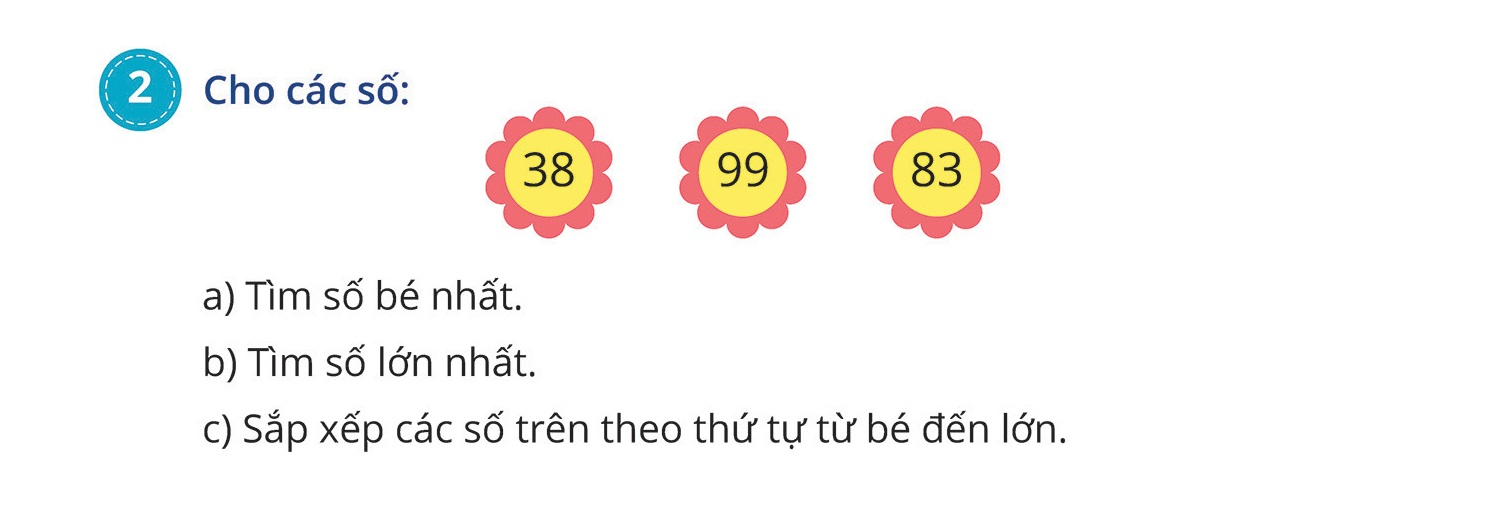 2 Cho các số:
38 99 83
a) Tìm số bé nhất.
b) Tìm số lớn nhất.
c) Sắp xếp các số trên theo thứ tự từ bé đến lớn.